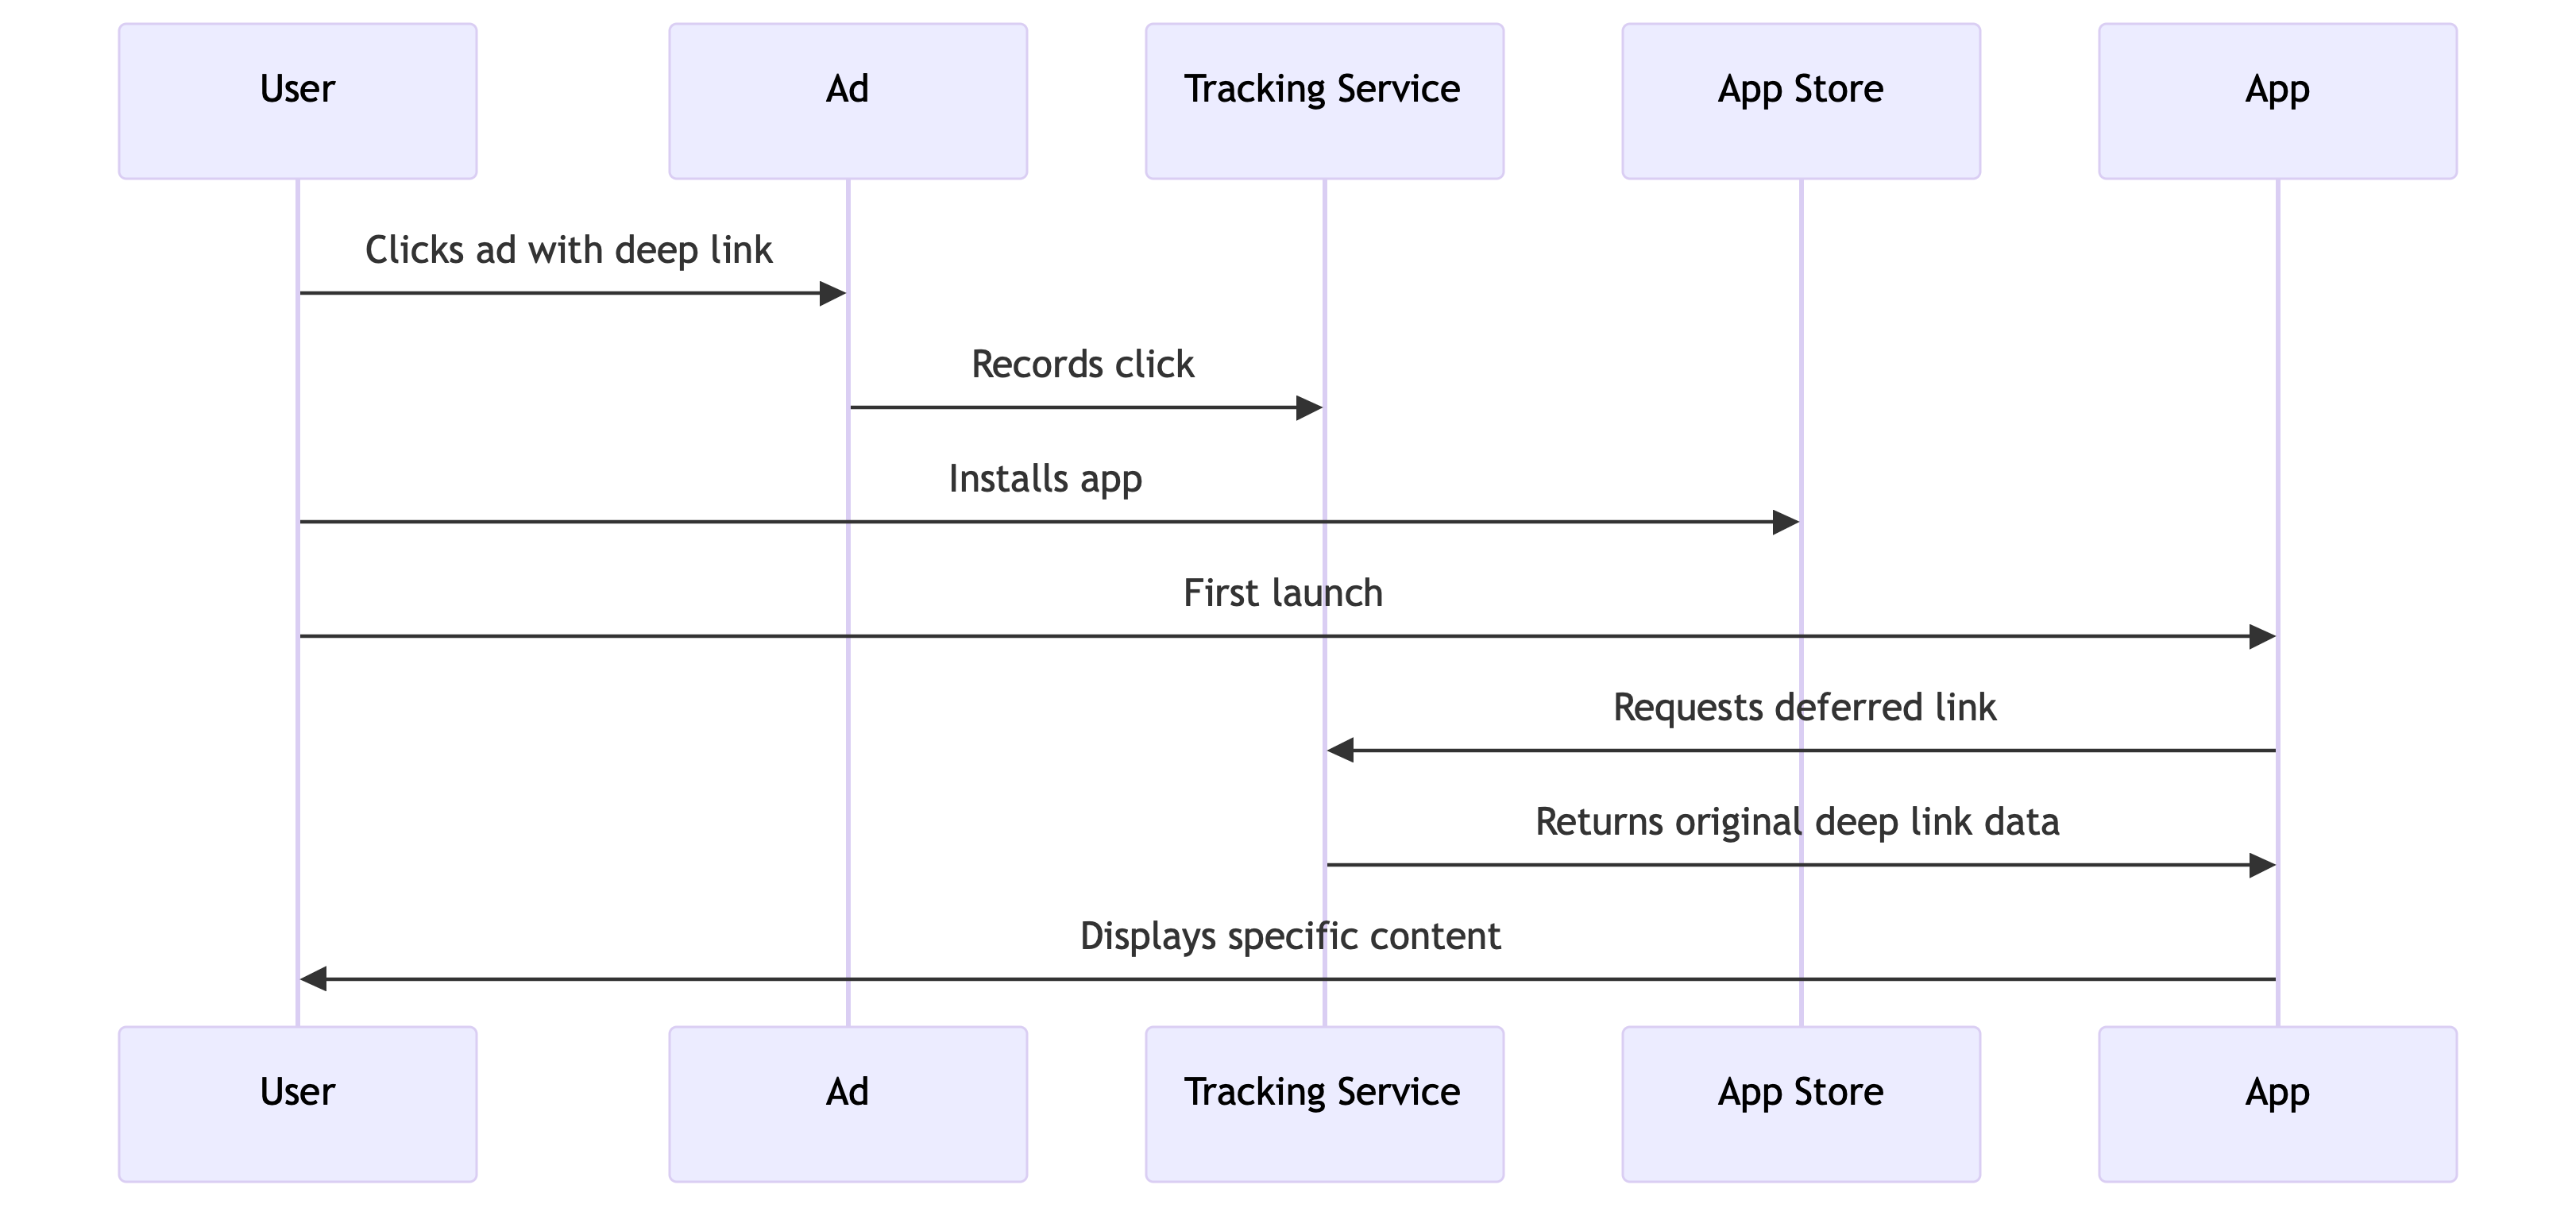 User
Ad
Tracking Service
App Store
App
Clicks ad with deep link
Records click
Installs app
First launch
Requests deferred link
Returns original deep link data
Displays specific content
User
Ad
Tracking Service
App Store
App